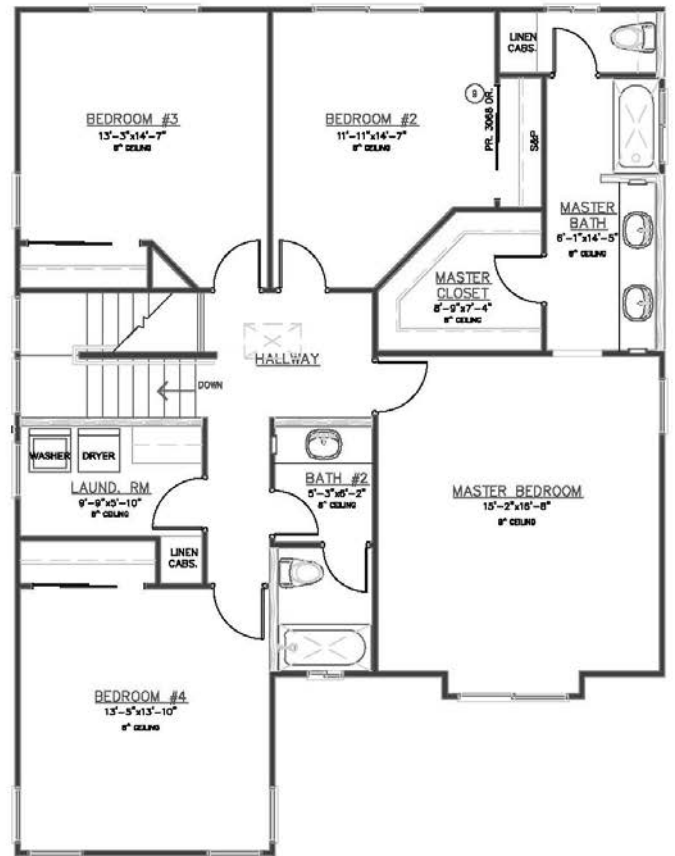 LINEN
CABS.
BEDROOM #3
13'-3"x14'-7"
8" CEILING
BEDROOM #2
11'-11"x14'-7"
8" CEILING
PR. 3068 DR.
S&P
MASTER
BATH
6'-1"x14'-5"
8" CEILING
MASTER
CLOSET
8'-9"x7'-4"
8" CEILING
HALLWAY
DOWN
WASHER
DRYER
LAUND. RM
9'-9"x5'-10"
8" CEILING
BATH #2
5'-3"x6'-2"
8" CEILING
MASTER BEDROOM
15'-2"x16'-8"
9" CEILING
LINEN
CABS.
BEDROOM #4
13'-5"x13'-10"
8" CEILING